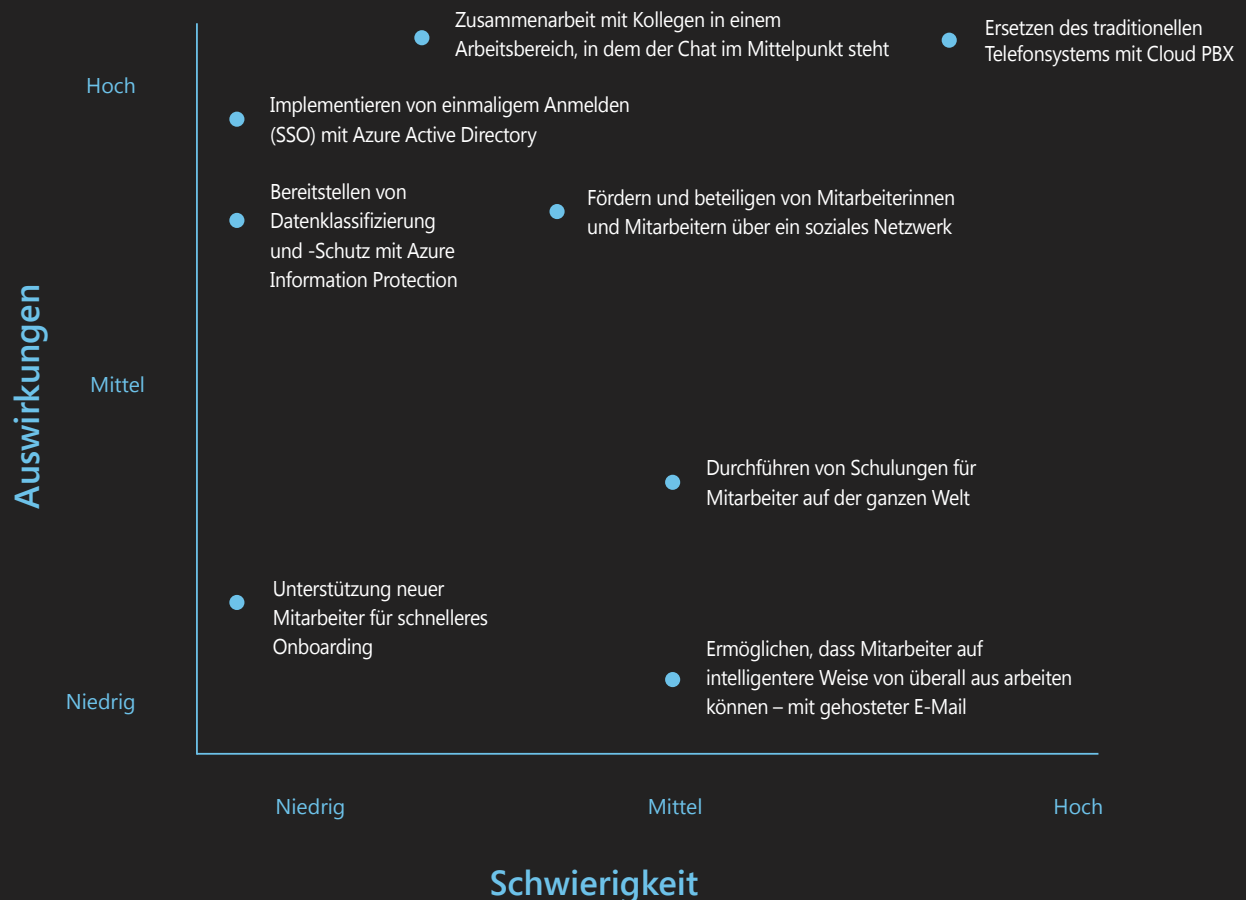 Zusammenarbeit mit Kollegen in einem
Arbeitsbereich, in dem der Chat im Mittelpunkt steht
Ersetzen des traditionellen
Telefonsystems mit Cloud PBX
Hoch
Implementieren von einmaligem Anmelden
(SSO) mit Azure Active Directory
Bereitstellen von
Datenklassifizierung
und -Schutz mit Azure
Information Protection
Fördern und beteiligen von Mitarbeiterinnen
und Mitarbeitern über ein soziales Netzwerk
Auswirkungen
Mittel
Durchführen von Schulungen für
Mitarbeiter auf der ganzen Welt
Unterstützung neuer
Mitarbeiter für schnelleres
Onboarding
Ermöglichen, dass Mitarbeiter auf
intelligentere Weise von überall aus arbeiten
können – mit gehosteter E-Mail
Niedrig
Niedrig
Mittel
Hoch
Schwierigkeit